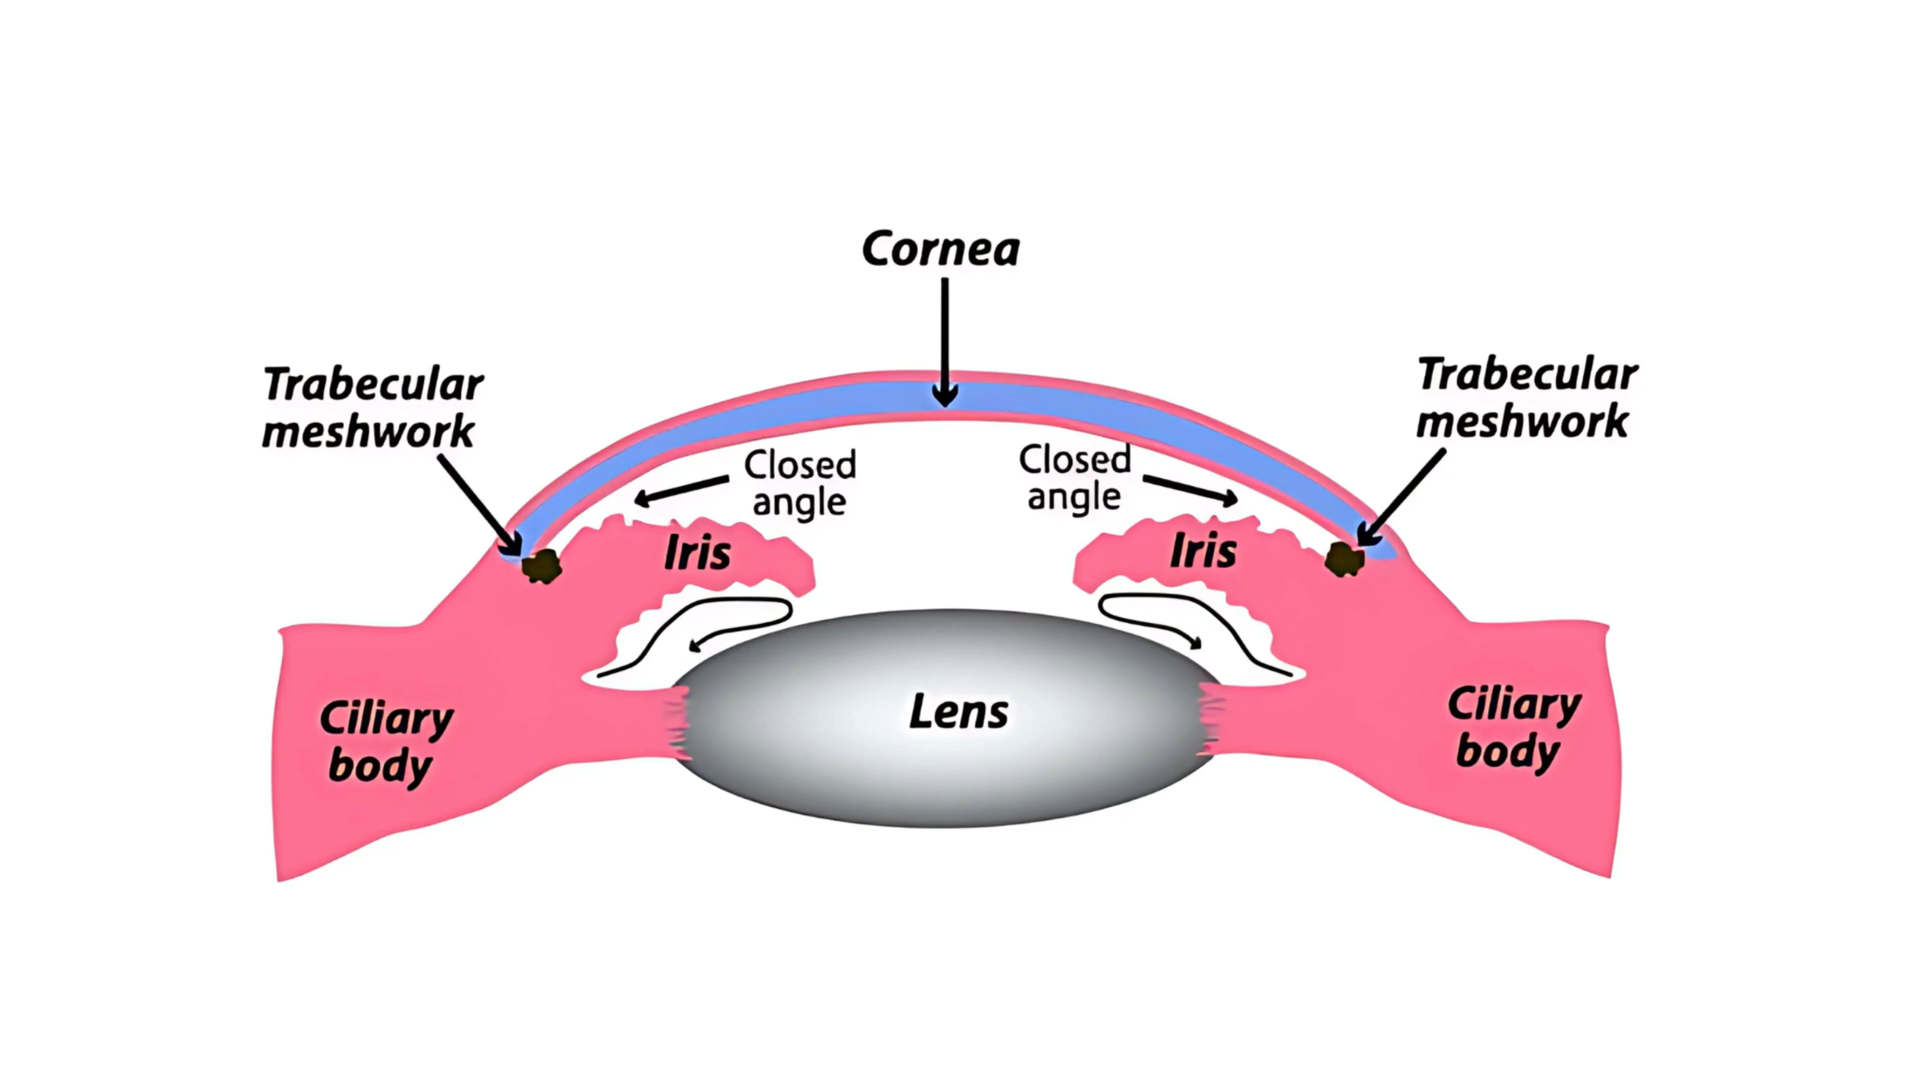 Cornea
Trabecular
meshwork
Trabecular
meshwork
Closed
angle
Closed
angle
Iris
Iris
Lens
Ciliary
body
Ciliary
body